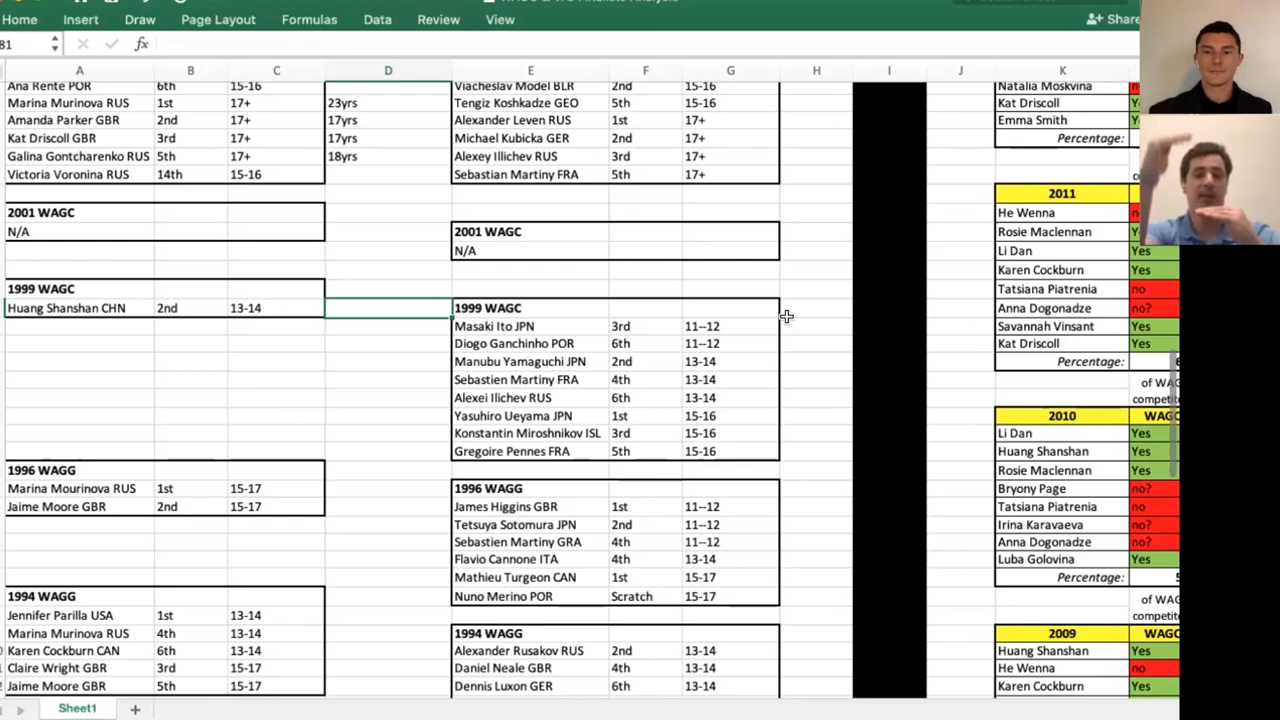 Home Insert Draw Page Layout Formulas Data Review View Share
fx
A B C D E F G H I J K
Ana Rente POR 6th 15-16 Viacheslav Model BLR 2nd 15-16 Natalia Moskvina
Marina Murinova RUS 1st 17+ 23yrs Tengiz Koshkadze GEO 5th 15-16 Kat Driscoll
Amanda Parker GBR 2nd 17+ 17yrs Alexander Leven RUS 1st 17+ Emma Smith
Kat Driscoll GBR 3rd 17+ 17yrs Michael Kubicka GER 2nd 17+ Percentage:
Galina Gontcharenko RUS 5th 17+ 18yrs Alexey Illichev RUS 3rd 17+
Victoria Voronina RUS 14th 15-16 Sebastian Martiny FRA 5th 17+
2011
2001 WAGC He Wenna
N/A 2001 WAGC Rosie Maclennan
N/A Li Dan Yes
Karen Cockburn Yes
1999 WAGC Tatsiana Piatrenia no
Huang Shanshan CHN 2nd 13-14 1999 WAGC Anna Dogonadze no?
Masaki Ito JPN 3rd 11--12 Savannah Vinsant Yes
Diogo Ganchinho POR 6th 11--12 Kat Driscoll Yes
Manubu Yamaguchi JPN 2nd 13-14 Percentage:
Sebastien Martiny FRA 4th 13-14 of WAG
Alexei Ilichev RUS 6th 13-14 competit
Yasuhiro Ueyama JPN 1st 15-16 2010 WAGC
Konstantin Miroshnikov ISL 3rd 15-16 Li Dan Yes
Gregoire Pennes FRA 5th 15-16 Huang Shanshan Yes
1996 WAGG Rosie Maclennan Yes
Marina Mourinova RUS 1st 15-17 1996 WAGG Bryony Page no?
Jaime Moore GBR 2nd 15-17 James Higgins GBR 1st 11--12 Tatsiana Piatrenia no
Tetsuya Sotomura JPN 2nd 11--12 Irina Karavaeva no?
Sebastien Martiny GRA 4th 11--12 Anna Dogonadze no?
Flavio Cannone ITA 4th 13-14 Luba Golovina Yes
Mathieu Turgeon CAN 1st 15-17 Percentage:
1994 WAGG Nuno Merino POR Scratch 15-17 of WAG
Jennifer Parilla USA 1st 13-14 competit
Marina Murinova RUS 4th 13-14 1994 WAGG 2009 WAGC
Karen Cockburn CAN 6th 13-14 Alexander Rusakov RUS 2nd 13-14 Huang Shanshan Yes
Claire Wright GBR 3rd 15-17 Daniel Neale GBR 4th 13-14 He Wenna no
Jaime Moore GBR 5th 15-17 Dennis Luxon GER 6th 13-14 Karen Cockburn Yes
Sheet1